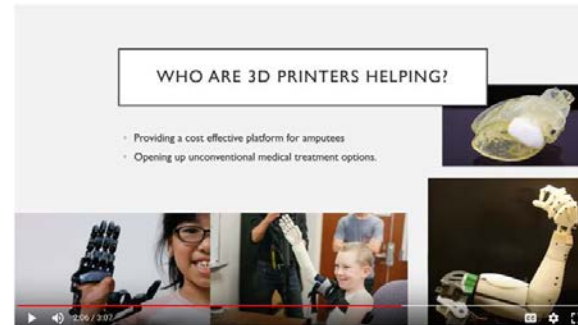 WHO ARE 3D PRINTERS HELPING?
• Providing a cost effective platform for amputees
• Opening up unconventional medical treatment options.
2:06 / 3:07
CC